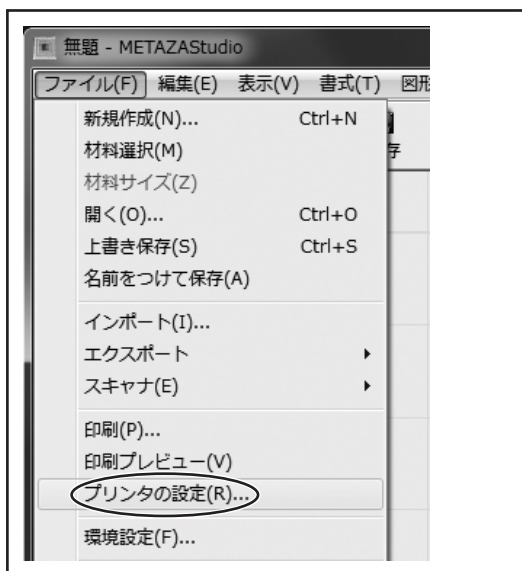 無題 - METAZAStudio
ファイル(F) 編集(E) 表示(V) 書式(T) 図形
新規作成(N)... Ctrl+N
材料選択(M)
材料サイズ(Z)
開く(O)... Ctrl+O
上書き保存(S) Ctrl+S
名前をつけて保存(A)
インポート(I)...
エクスポート
スキャナ(E)
印刷(P)...
印刷プレビュー(V)
プリンタの設定(R)...
環境設定(F)...